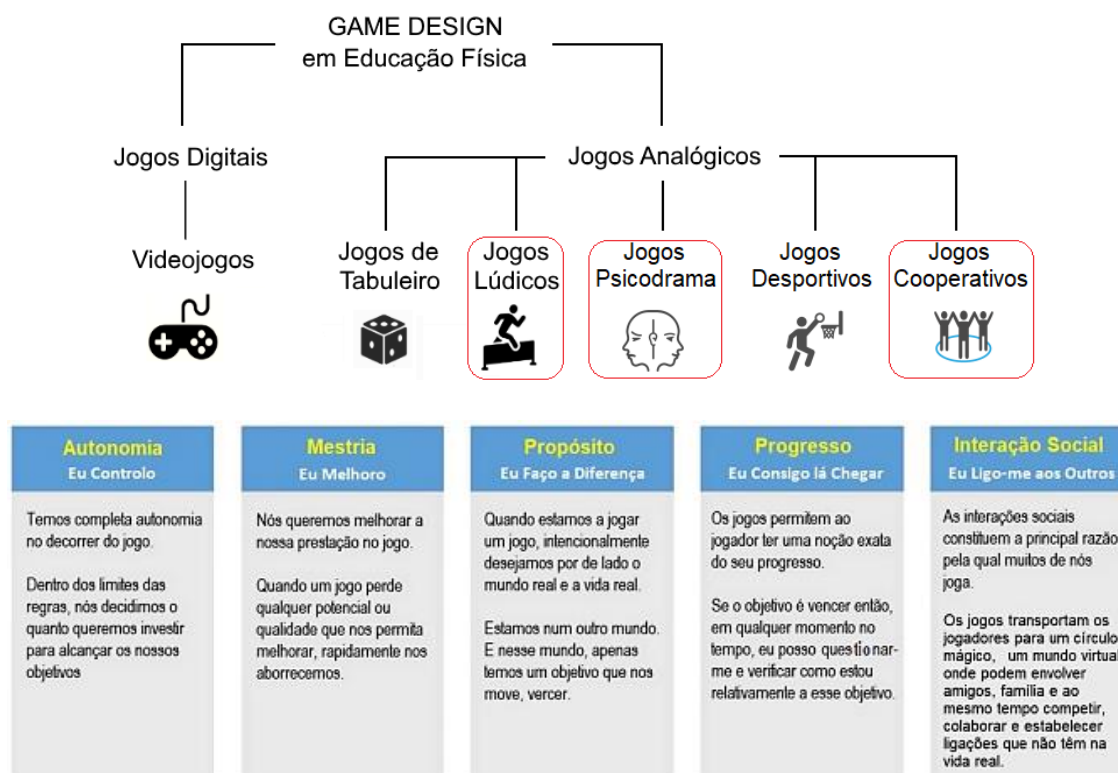 GAME DESIGN
em Educação Física
Jogos Digitais
Jogos Analógicos
Videojogos
Jogos de
Tabuleiro
Jogos
Lúdicos
Jogos
Psicodrama
Jogos
Desportivos
Jogos
Cooperativos
Autonomia
Eu Controlo
Temos completa autonomia
no decorrer do jogo.
Dentro dos limites das
regras, nós decidimos o
quanto queremos investir
para alcançar os nossos
objetivos
Mestria
Eu Melhoro
Nós queremos melhorar a
nossa prestação no jogo.
Quando um jogo perde
qualquer potencial ou
qualidade que nos permita
melhorar, rapidamente nos
aborrecemos.
Propósito
Eu Faço a Diferença
Quando estamos a jogar
um jogo, intencionalmente
desejamos por de lado o
mundo real e a vida real.
Estamos num outro mundo.
E nesse mundo, apenas
temos um objetivo que nos
move, vercer.
Progresso
Eu Consigo lá Chegar
Os jogos permitem ao
jogador ter uma noção exata
do seu progresso.
Se o objetivo é vencer então,
em qualquer momento no
tempo, eu posso questionar-
me e verificar como estou
relativamente a esse objetivo.
Interação Social
Eu Ligo-me aos Outros
As interações sociais
constituem a principal razão
pela qual muitos de nós
joga.
Os jogos transportam os
jogadores para um círculo
mágico, um mundo virtual
onde podem envolver
amigos, família e ao
mesmo tempo competir,
colaborar e estabelecer
ligações que não têm na
vida real.